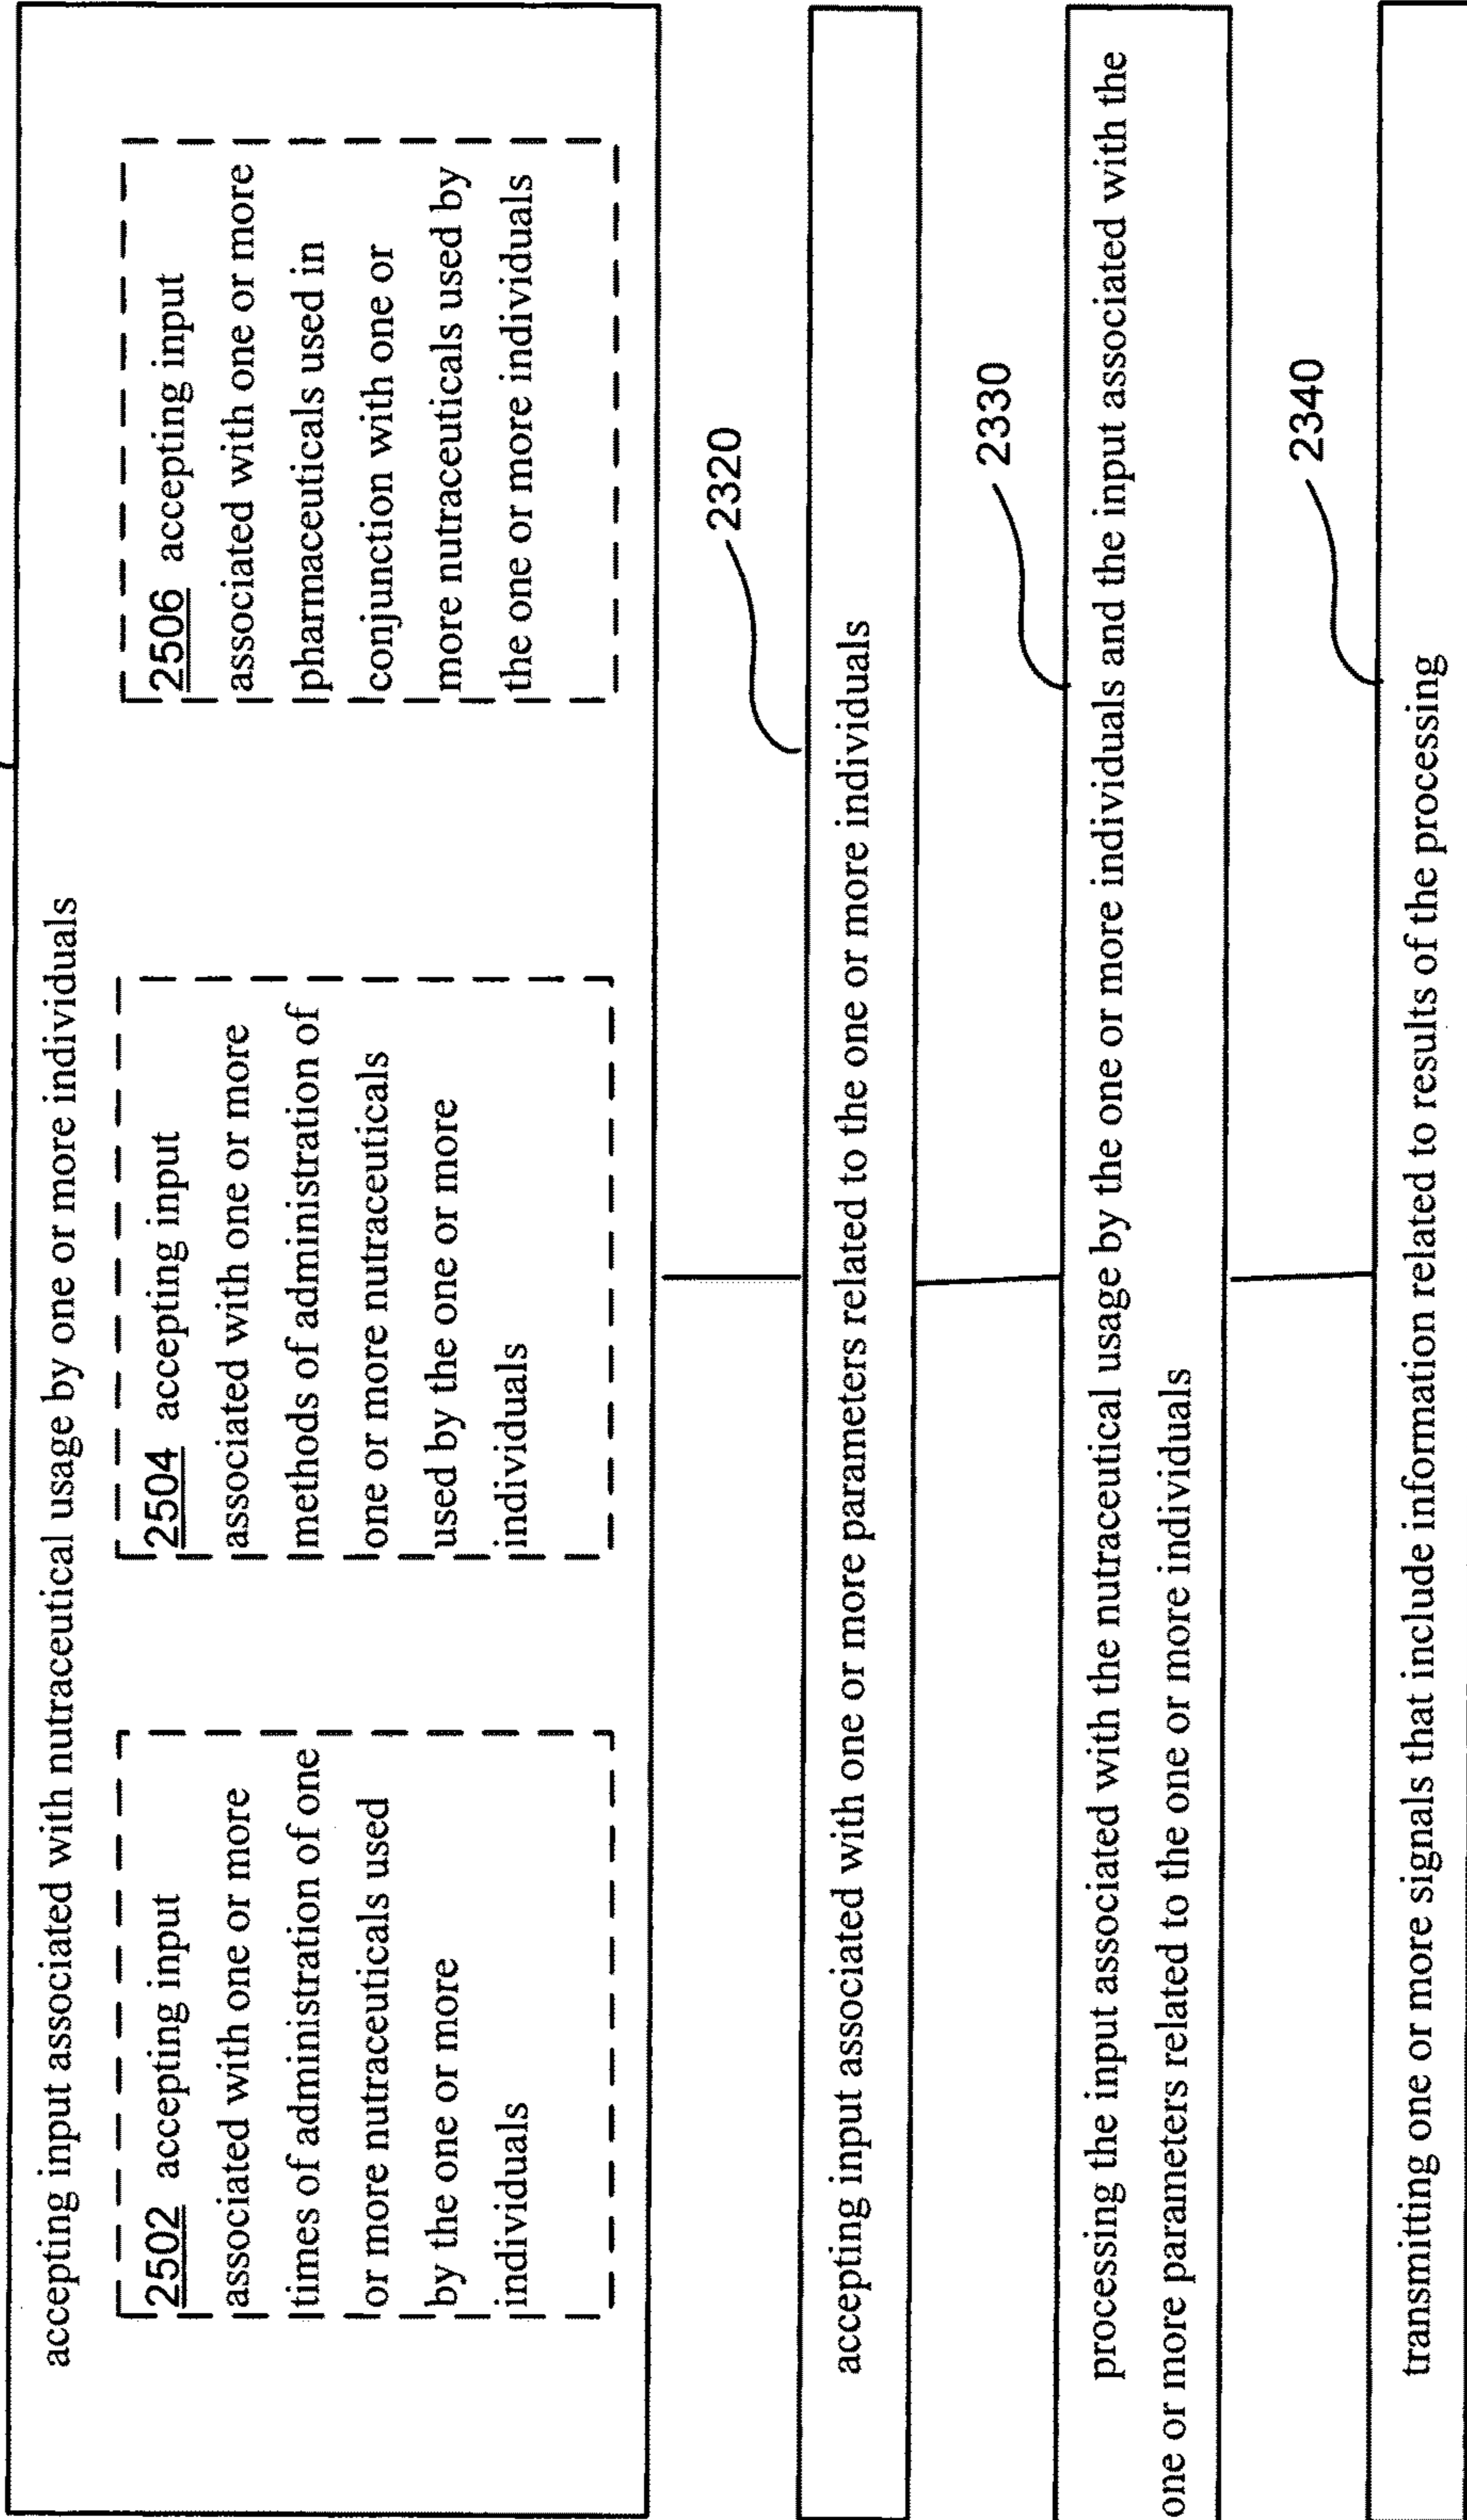 accepting input associated with nutraceutical usage by one or more individuals
2502 accepting input
associated with one or more
times of administration of one
or more nutraceuticals used
by the one or more
individuals
2504 accepting input
associated with one or more
methods of administration of
one or more nutraceuticals
used by the one or more
individuals
2506 accepting input
associated with one or more
pharmaceuticals used in
conjunction with one or
more nutraceuticals used by
the one or more individuals
2320
accepting input associated with one or more parameters related to the one or more individuals
2330
processing the input associated with the nutraceutical usage by the one or more individuals and the input associated with the
one or more parameters related to the one or more individuals
2340
transmitting one or more signals that include information related to results of the processing